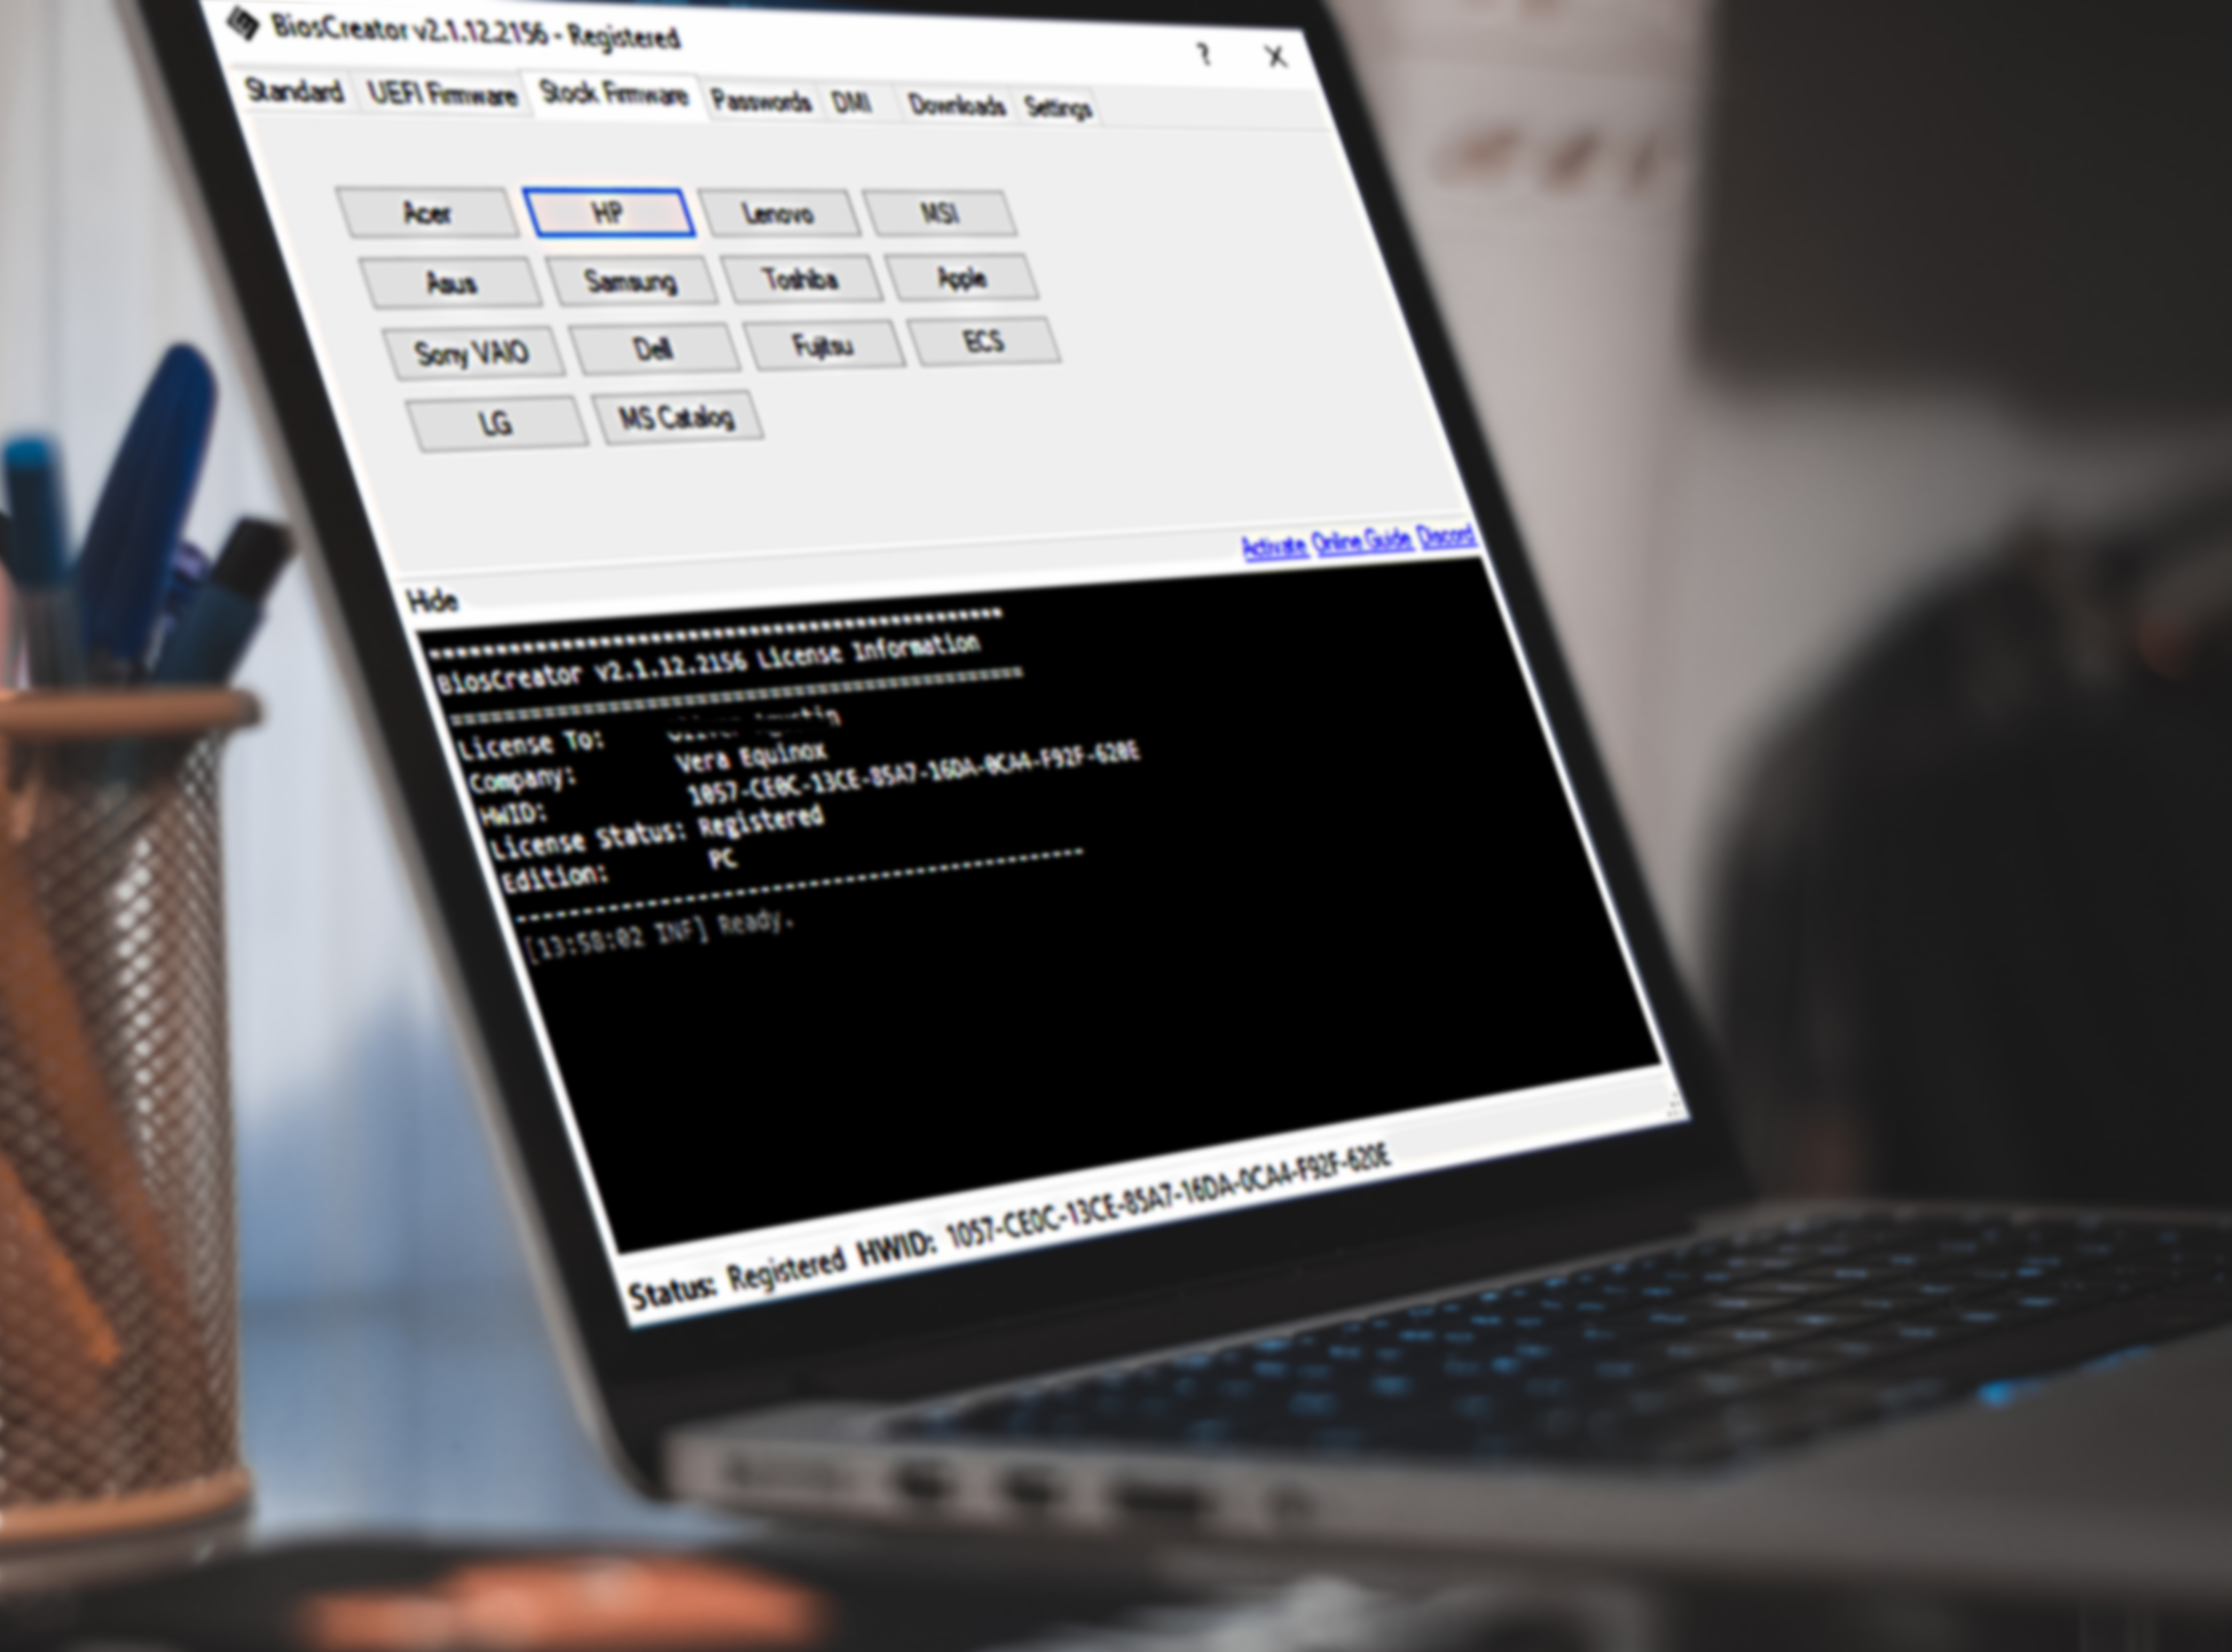 BiosCreator v2.1.12.2156 - Registered
? X
Standard UEFI Firmware Stock Firmware Passwords DMI Downloads Settings
Acer HP Lenovo MSI
Asus Samsung Toshiba Apple
Sony VAIO Dell Fujitsu ECS
LG MS Catalog
Activate Online Guide Discord
Hide
BiosCreator v2.1.12.2156 License Information
License To:
Company: Vera Equinox
HWID: 1057-CE0C-13CE-85A7-16DA-0CA4-F92F-620E
License Status: Registered
Edition: PC
[13:58:02 INF] Ready.
Status: Registered HWID: 1057-CE0C-13CE-85A7-16DA-0CA4-F92F-620E